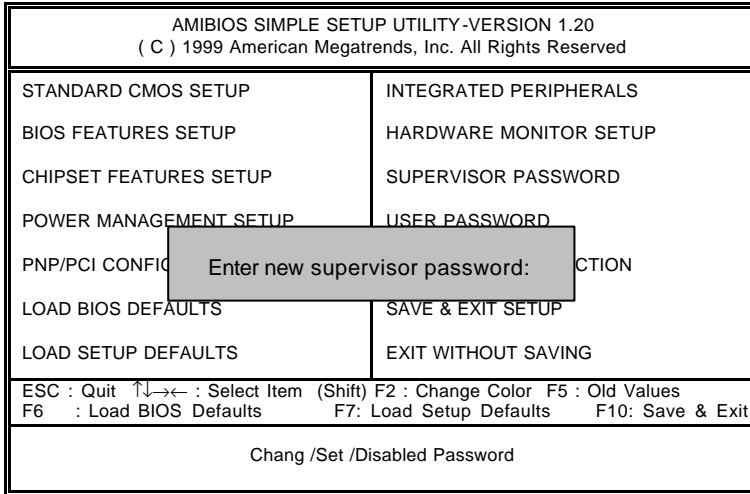 AMIBIOS SIMPLE SETUP UTILITY-VERSION 1.20
( C ) 1999 American Megatrends, Inc. All Rights Reserved
STANDARD CMOS SETUP
BIOS FEATURES SETUP
CHIPSET FEATURES SETUP
POWER MANAGEMENT SETUP
PNP/PCI CONFIG
LOAD BIOS DEFAULTS
LOAD SETUP DEFAULTS
INTEGRATED PERIPHERALS
HARDWARE MONITOR SETUP
SUPERVISOR PASSWORD
USER PASSWORD
CTION
SAVE & EXIT SETUP
EXIT WITHOUT SAVING
Enter new supervisor password:
ESC : Quit ↑↓→← : Select Item (Shift) F2 : Change Color F5 : Old Values
F6 : Load BIOS Defaults F7: Load Setup Defaults F10: Save & Exit
Chang /Set /Disabled Password